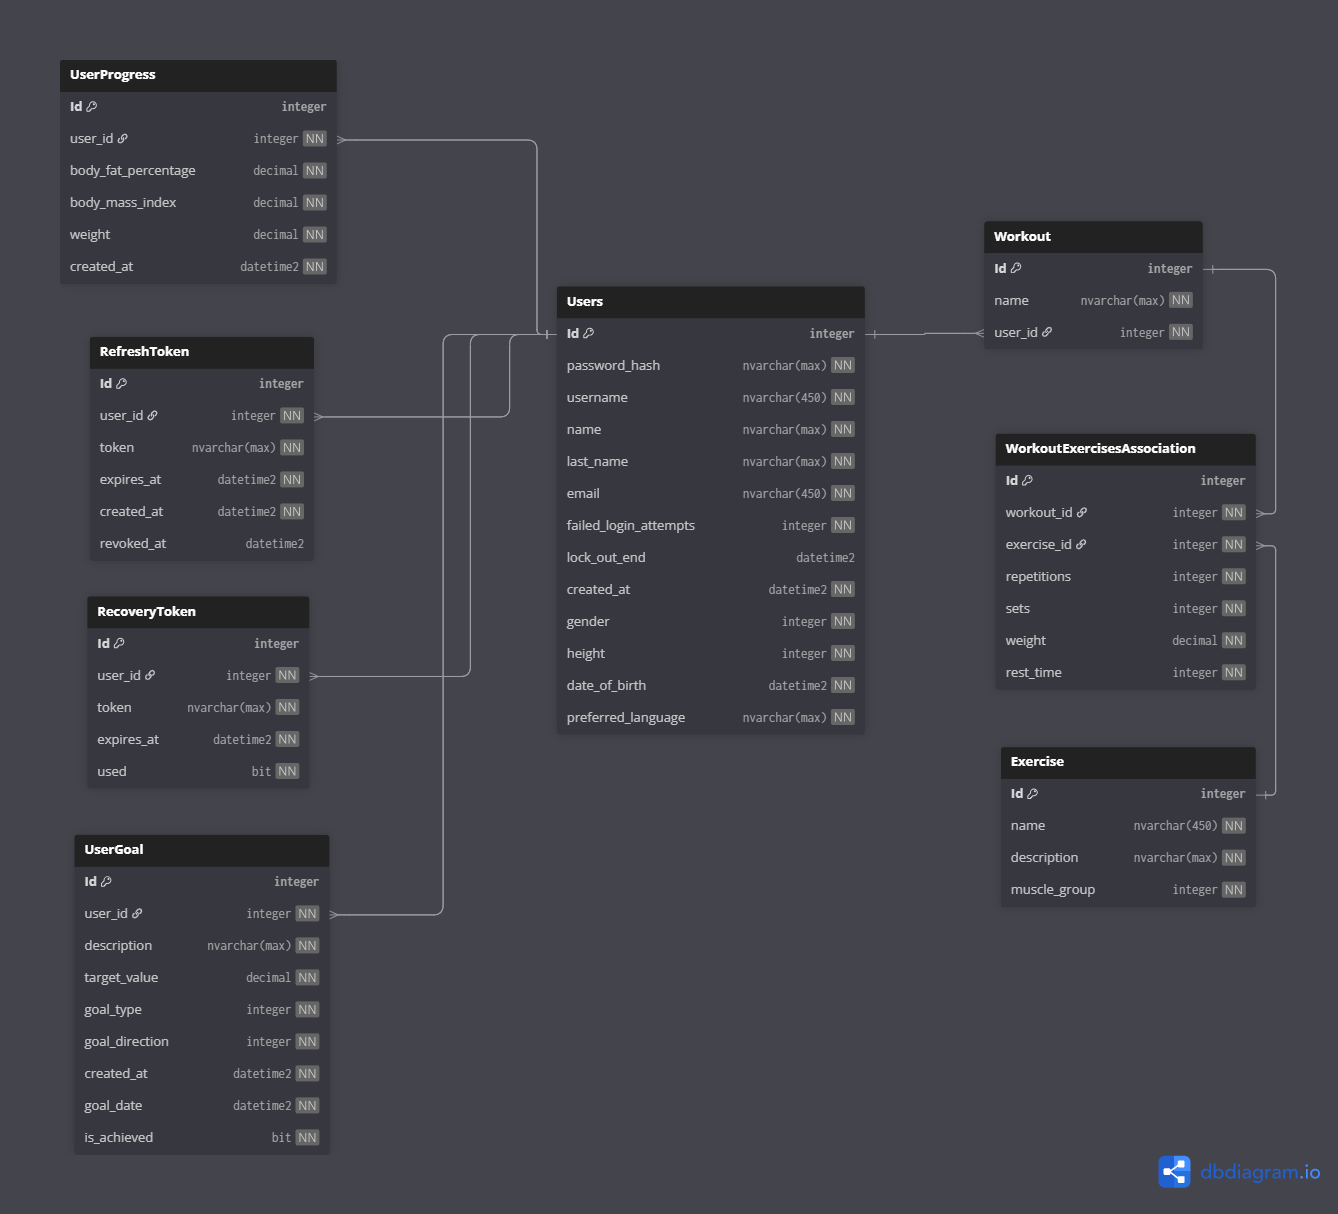 UserProgress
Id integer
user_id integer NN
body_fat_percentage decimal NN
body_mass_index decimal NN
weight decimal NN
created_at datetime2 NN
RefreshToken
Id integer
user_id integer NN
token nvarchar(max) NN
expires_at datetime2 NN
created_at datetime2 NN
revoked_at datetime2
RecoveryToken
Id integer
user_id integer NN
token nvarchar(max) NN
expires_at datetime2 NN
used bit NN
UserGoal
Id integer
user_id integer NN
description nvarchar(max) NN
target_value decimal NN
goal_type integer NN
goal_direction integer NN
created_at datetime2 NN
goal_date datetime2 NN
is_achieved bit NN
Users
Id integer
password_hash nvarchar(max) NN
username nvarchar(450) NN
name nvarchar(max) NN
last_name nvarchar(max) NN
email nvarchar(450) NN
failed_login_attempts integer NN
lock_out_end datetime2
created_at datetime2 NN
gender integer NN
height integer NN
date_of_birth datetime2 NN
preferred_language nvarchar(max) NN
Workout
Id integer
name nvarchar(max) NN
user_id integer NN
WorkoutExercisesAssociation
Id integer
workout_id integer NN
exercise_id integer NN
repetitions integer NN
sets integer NN
weight decimal NN
rest_time integer NN
Exercise
Id integer
name nvarchar(450) NN
description nvarchar(max) NN
muscle_group integer NN
dbdiagram.io